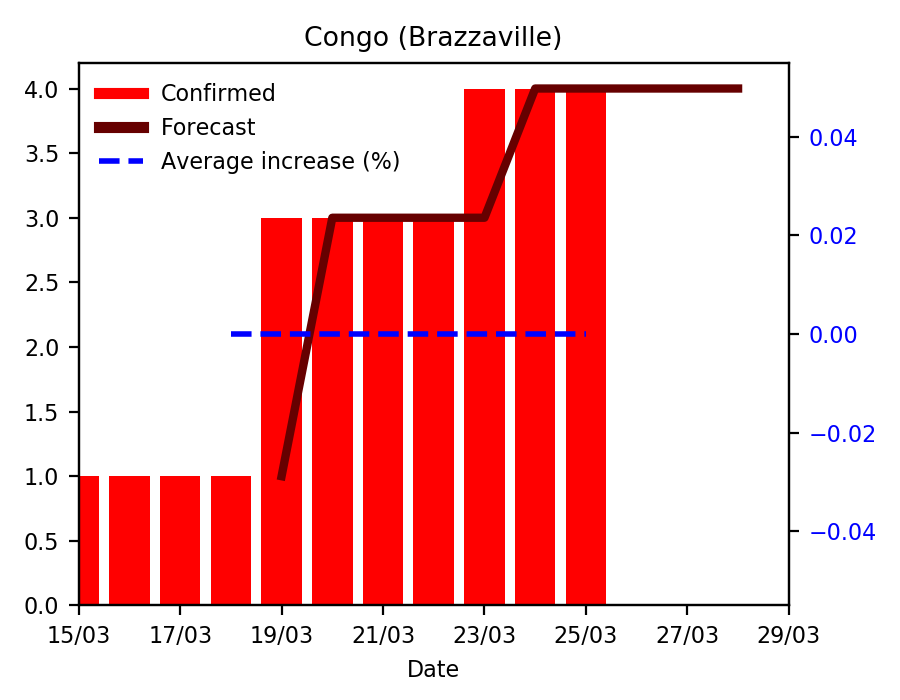 Congo (Brazzaville)
Confirmed
Forecast
Average increase (%)
4.0
3.5
3.0
2.5
2.0
1.5
1.0
0.5
0.0
0.04
0.02
0.00
−0.02
−0.04
15/03 17/03 19/03 21/03 23/03 25/03 27/03 29/03
Date